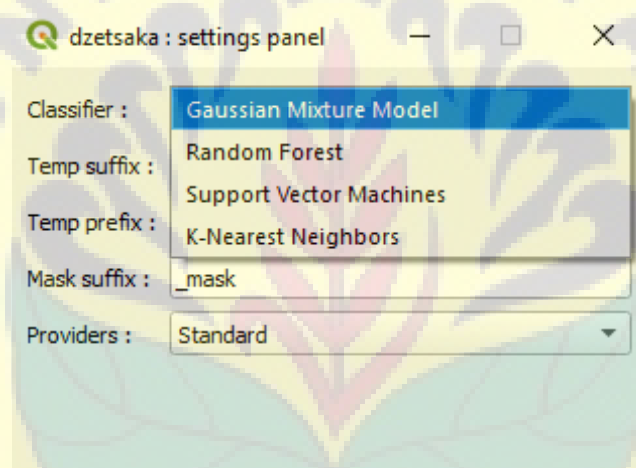 dzetsaka : settings panel
Classifier : Gaussian Mixture Model
Random Forest
Temp suffix :
Support Vector Machines
Temp prefix :
K-Nearest Neighbors
Mask suffix : _mask
Providers : Standard